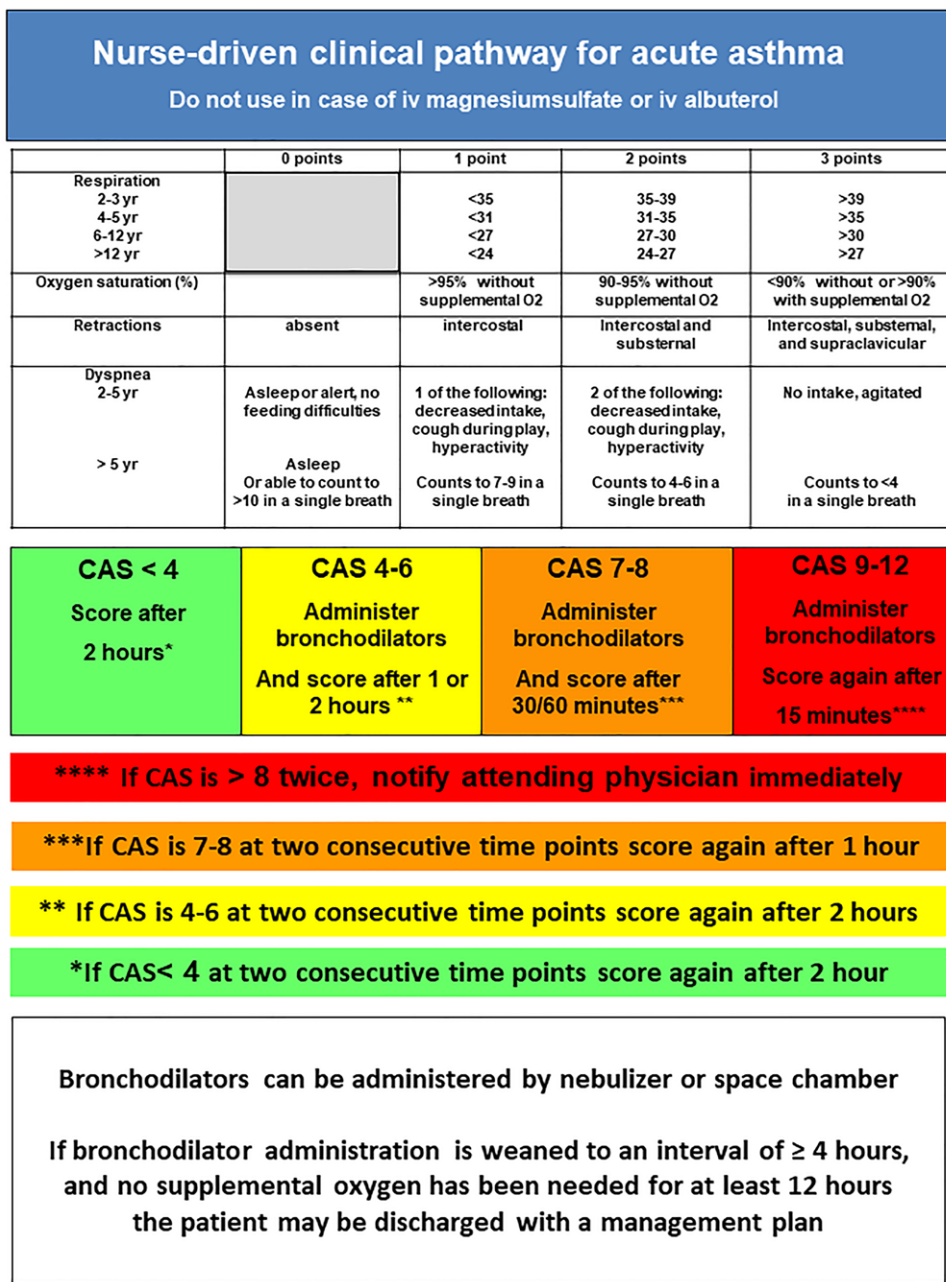 Nurse-driven clinical pathway for acute asthma
Do not use in case of iv magnesiumsulfate or iv albuterol
0 points 1 point 2 points 3 points
Respiration
2-3 yr <35 35-39 >39
4-5 yr <31 31-35 >35
6-12 yr <27 27-30 >30
>12 yr <24 24-27 >27
Oxygen saturation (%) >95% without supplemental O2 90-95% without supplemental O2 <90% without or >90% with supplemental O2
Retractions absent intercostal Intercostal and substernal Intercostal, substernal, and supraclavicular
Dyspnea
2-5 yr Asleep or alert, no feeding difficulties 1 of the following: decreased intake, cough during play, hyperactivity 2 of the following: decreased intake, cough during play, hyperactivity No intake, agitated
> 5 yr Asleep Or able to count to >10 in a single breath Counts to 7-9 in a single breath Counts to 4-6 in a single breath Counts to <4 in a single breath
CAS < 4
Score after
2 hours*
CAS 4-6
Administer
bronchodilators
And score after 1 or
2 hours **
CAS 7-8
Administer
bronchodilators
And score after
30/60 minutes***
CAS 9-12
Administer
bronchodilators
Score again after
15 minutes****
**** If CAS is > 8 twice, notify attending physician immediately
***If CAS is 7-8 at two consecutive time points score again after 1 hour
** If CAS is 4-6 at two consecutive time points score again after 2 hours
*If CAS< 4 at two consecutive time points score again after 2 hour
Bronchodilators can be administered by nebulizer or space chamber
If bronchodilator administration is weaned to an interval of ≥ 4 hours,
and no supplemental oxygen has been needed for at least 12 hours
the patient may be discharged with a management plan